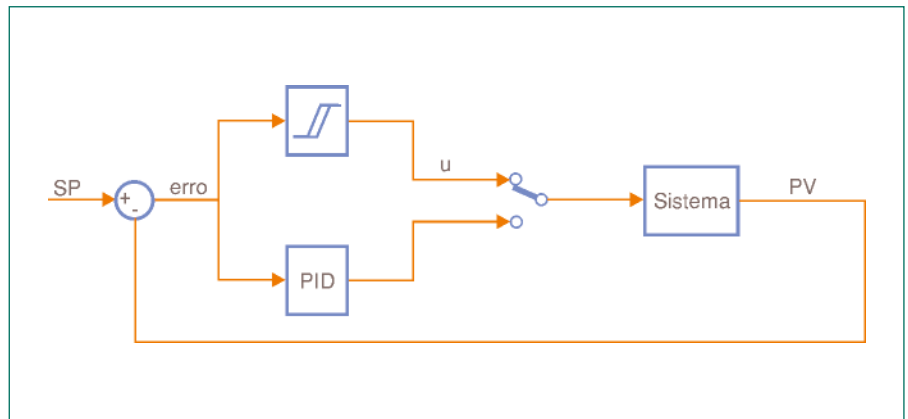 u
SP
erro
PV
+
-
Sistema
PID